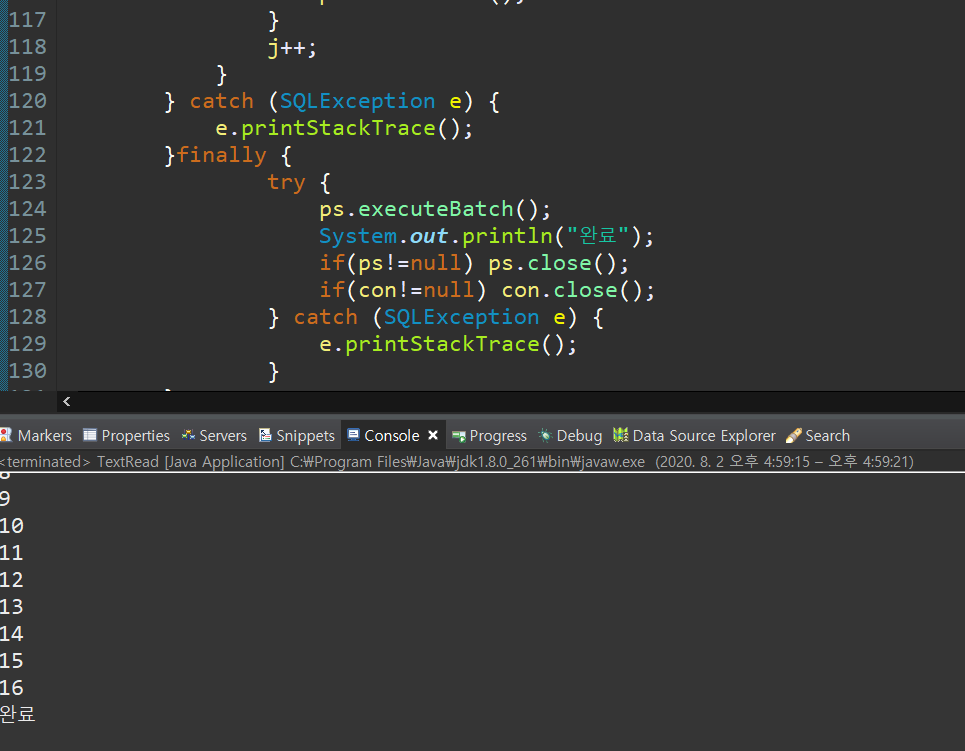 117 }
118 j++;
119 }
120 } catch (SQLException e) {
121 e.printStackTrace();
122 }finally {
123 try {
124 ps.executeBatch();
125 System.out.println("완료");
126 if(ps!=null) ps.close();
127 if(con!=null) con.close();
128 } catch (SQLException e) {
129 e.printStackTrace();
130 }
Markers Properties Servers Snippets Console Progress Debug Data Source Explorer Search
<terminated> TextRead [Java Application] C:₩Program Files₩Java₩jdk1.8.0_261₩bin₩javaw.exe (2020. 8. 2 오후 4:59:15 – 오후 4:59:21)
9
10
11
12
13
14
15
16
완료